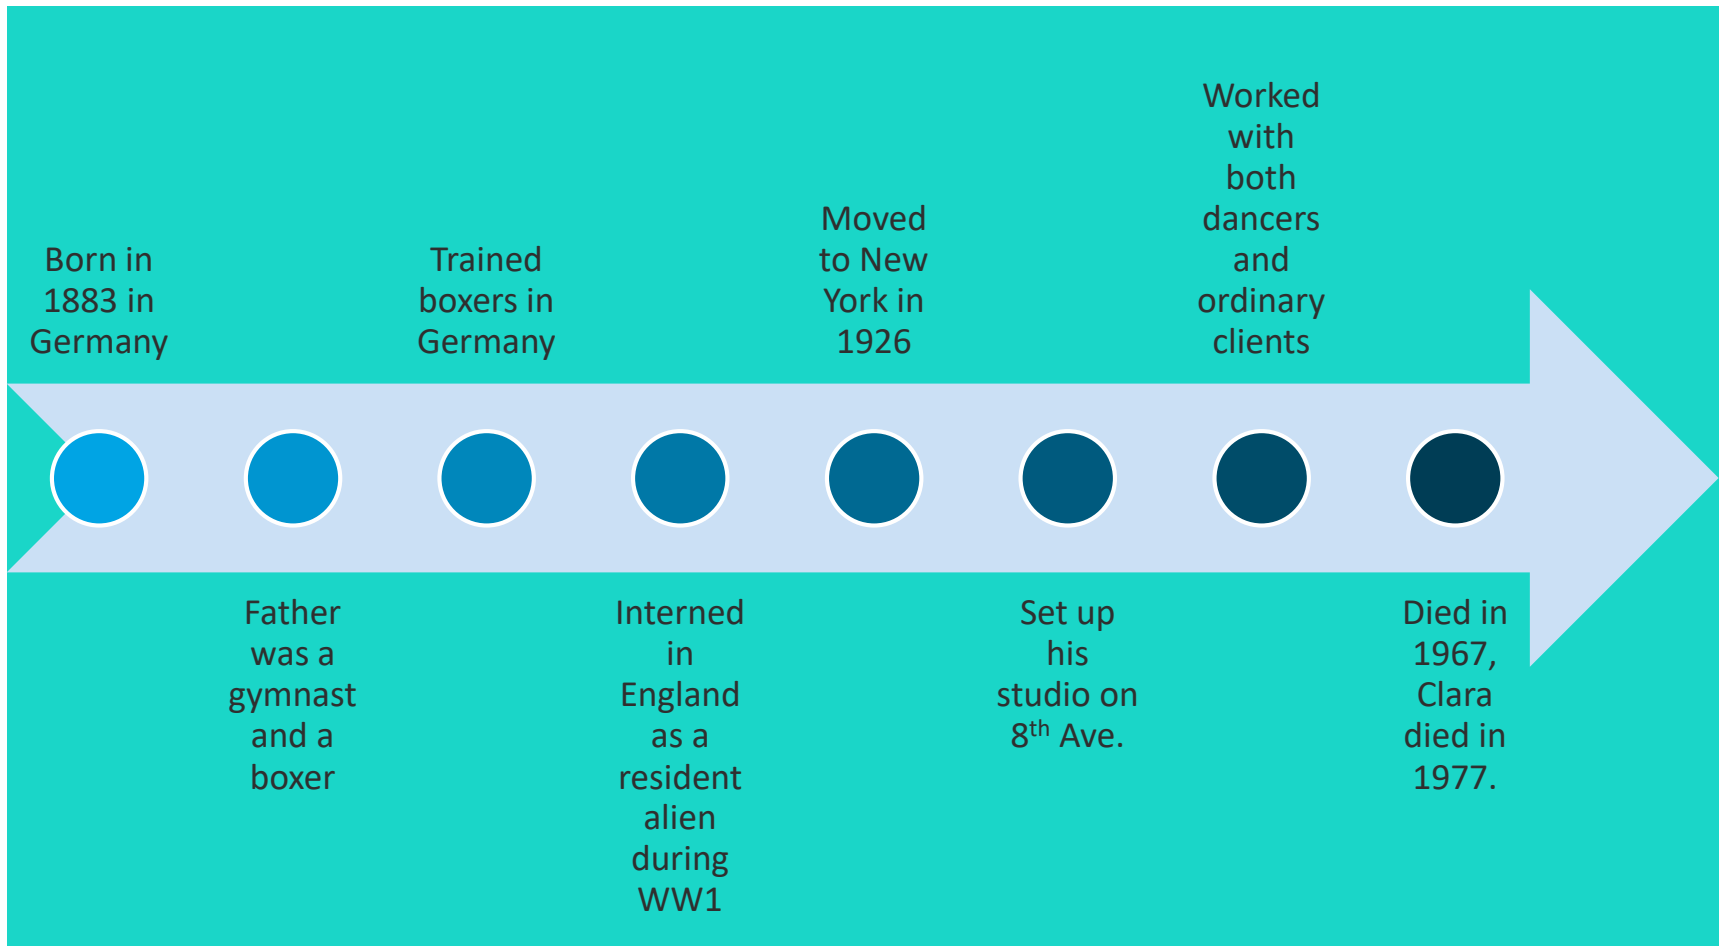 Born in
1883 in
Germany
Father
was a
gymnast
and a
boxer
Trained
boxers in
Germany
Interned
in
England
as a
resident
alien
during
WW1
Moved
to New
York in
1926
Set up
his
studio on
8th Ave.
Worked
with
both
dancers
and
ordinary
clients
Died in
1967,
Clara
died in
1977.